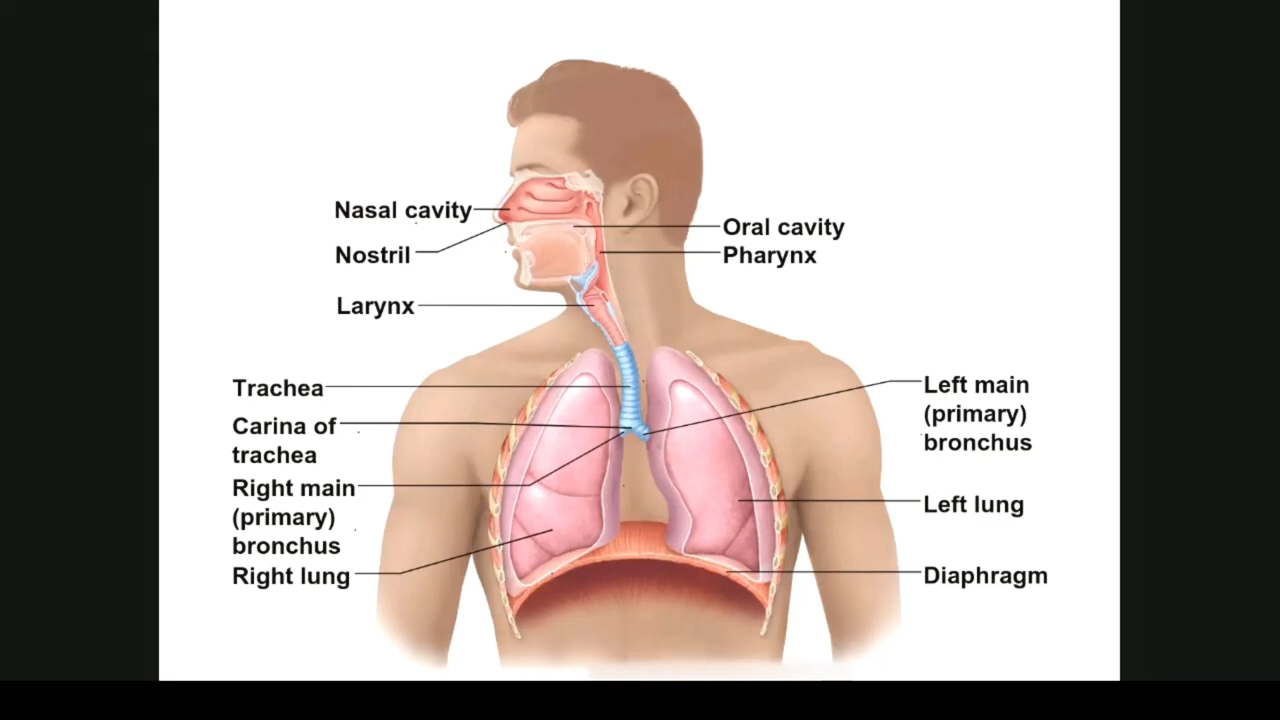 Nasal cavity
Nostril
Larynx
Trachea
Carina of
trachea
Right main
(primary)
bronchus
Right lung
Oral cavity
Pharynx
Left main
(primary)
bronchus
Left lung
Diaphragm